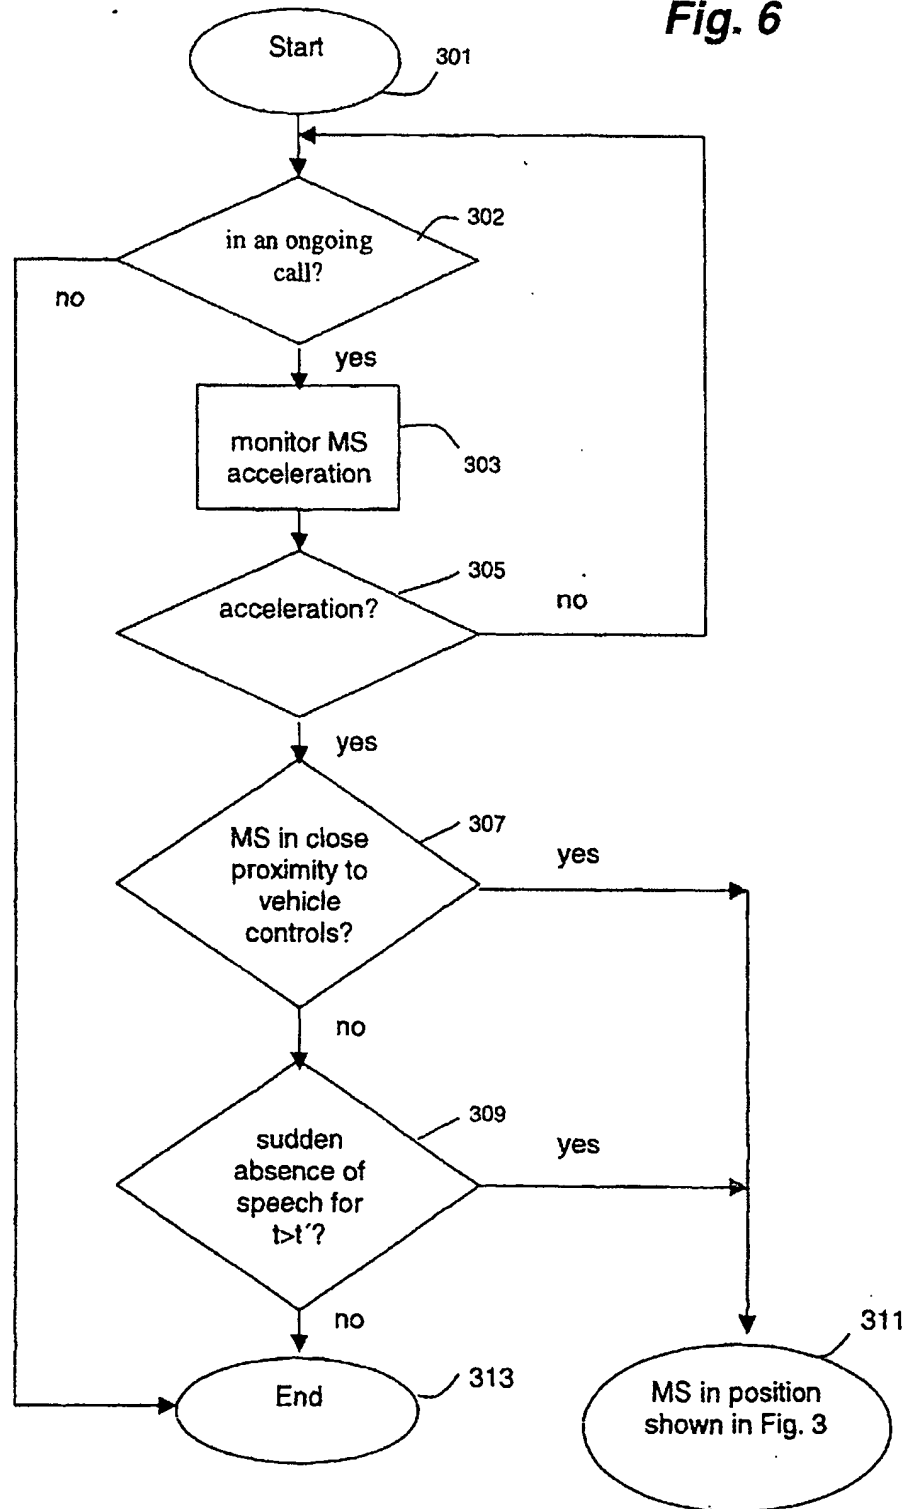 Fig. 6
Start
301
302
in an ongoing
call?
no
yes
monitor MS
acceleration
303
305
acceleration?
no
yes
307
MS in close
proximity to
vehicle
controls?
yes
no
309
sudden
absence of
speech for
t>t´?
yes
no
311
End
313
MS in position
shown in Fig. 3